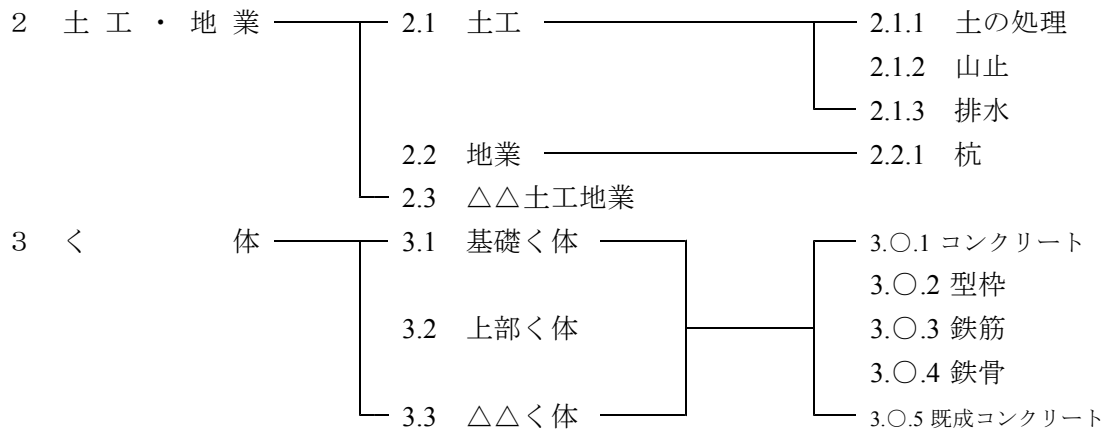 2 土工・地業 2.1 土工 2.1.1 土の処理
2.1.2 山止
2.1.3 排水
2.2 地業 2.2.1 杭
2.3 △△土工地業
3 く体 3.1 基礎く体 3.○.1 コンクリート
3.○.2 型枠
3.2 上部く体 3.○.3 鉄筋
3.○.4 鉄骨
3.3 △△く体 3.○.5 既成コンクリート